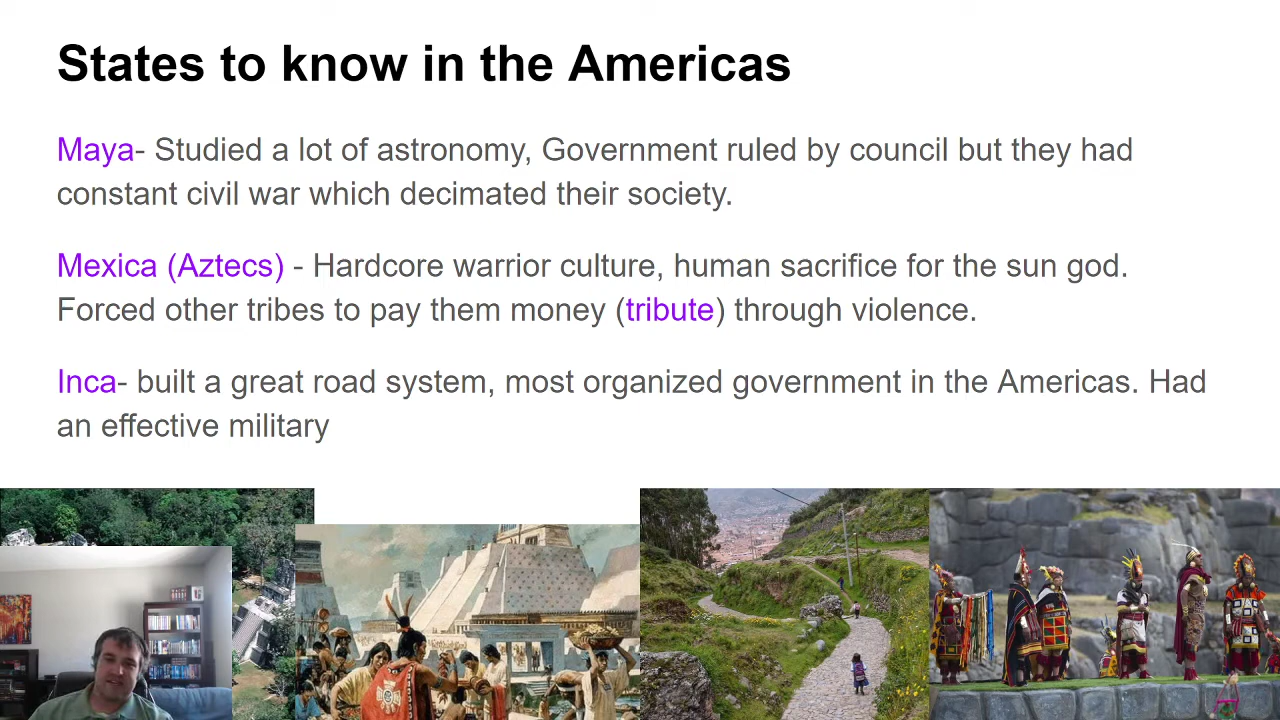 States to know in the Americas
Maya- Studied a lot of astronomy, Government ruled by council but they had
constant civil war which decimated their society.
Mexica (Aztecs) - Hardcore warrior culture, human sacrifice for the sun god.
Forced other tribes to pay them money (tribute) through violence.
Inca- built a great road system, most organized government in the Americas. Had
an effective military